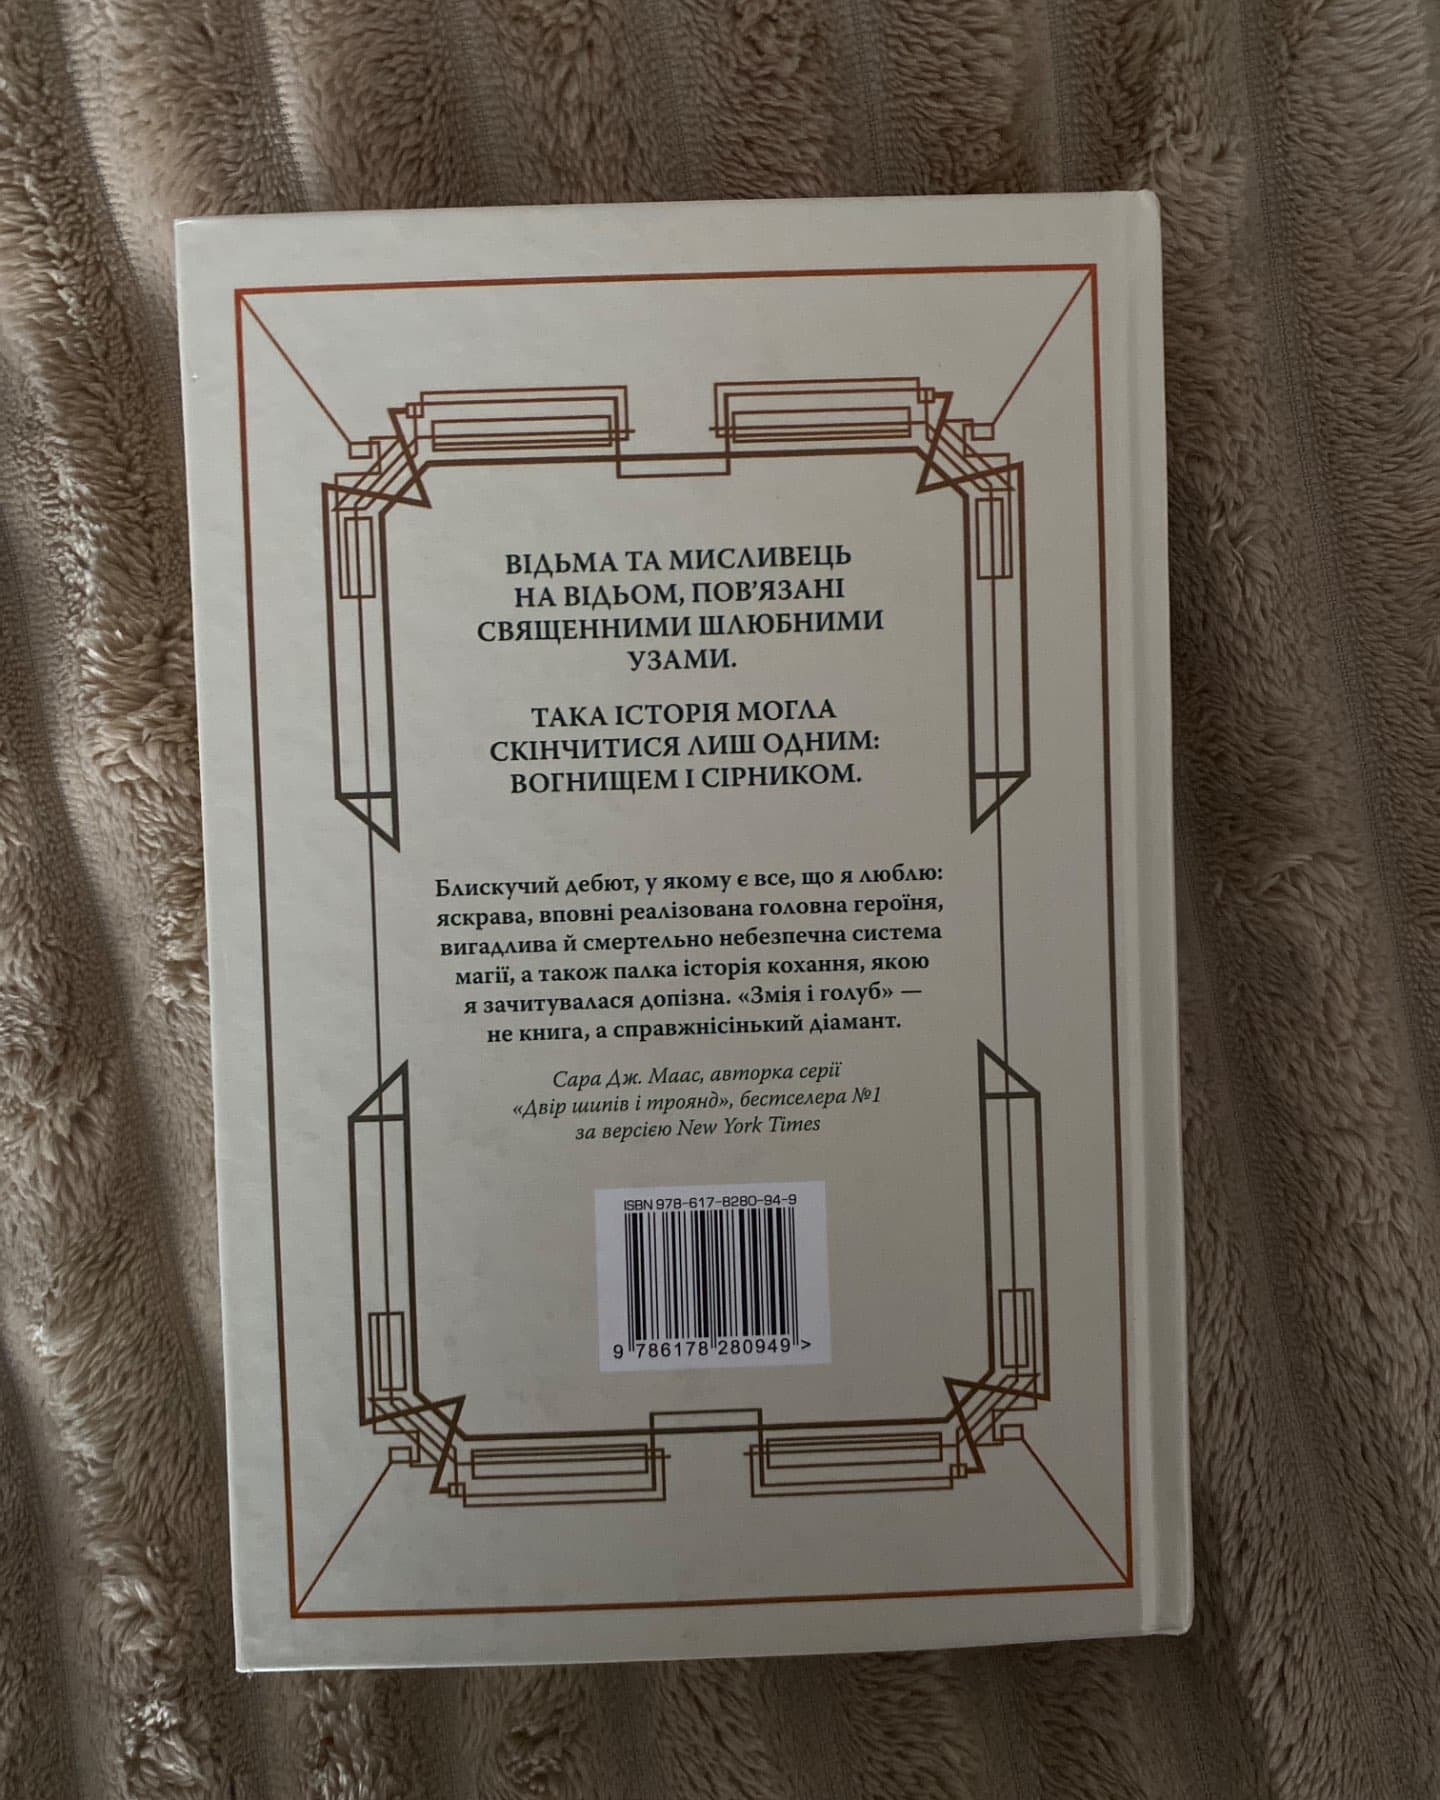 ВІДЬМА ТА МИСЛИВЕЦЬ
НА ВІДЬОМ, ПОВ’ЯЗАНІ
СВЯЩЕННИМИ ШЛЮБНИМИ
УЗАМИ.
ТАКА ІСТОРІЯ МОГЛА
СКІНЧИТИСЯ ЛИШ ОДНИМ:
ВОГНИЩЕМ І СІРНИКОМ.
Блискучий дебют, у якому є все, що я люблю:
яскрава, вповні реалізована головна героїня,
вигадлива й смертельно небезпечна система
магії, а також палка історія кохання, якою
я зачитувалася допізна. «Змія і голуб» —
не книга, а справжнісінький діамант.
Сара Дж. Маас, авторка серії
«Двір шипів і троянд», бестселера №1
за версією New York Times
ISBN 978-617-8280-94-9
9 786178 280949 >